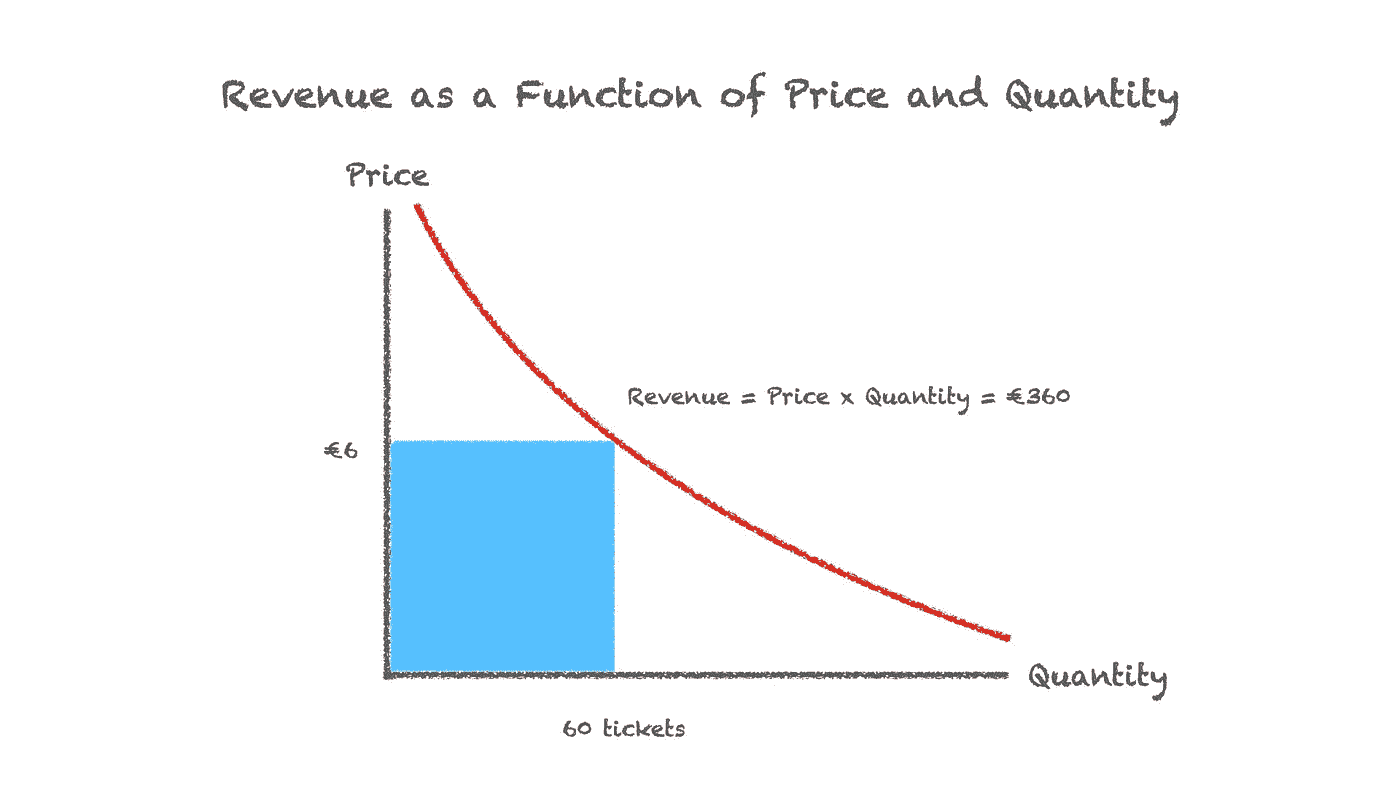 Revenue as a Function of Price and Quantity
Price
Revenue = Price x Quantity = €360
€6
Quantity
60 tickets